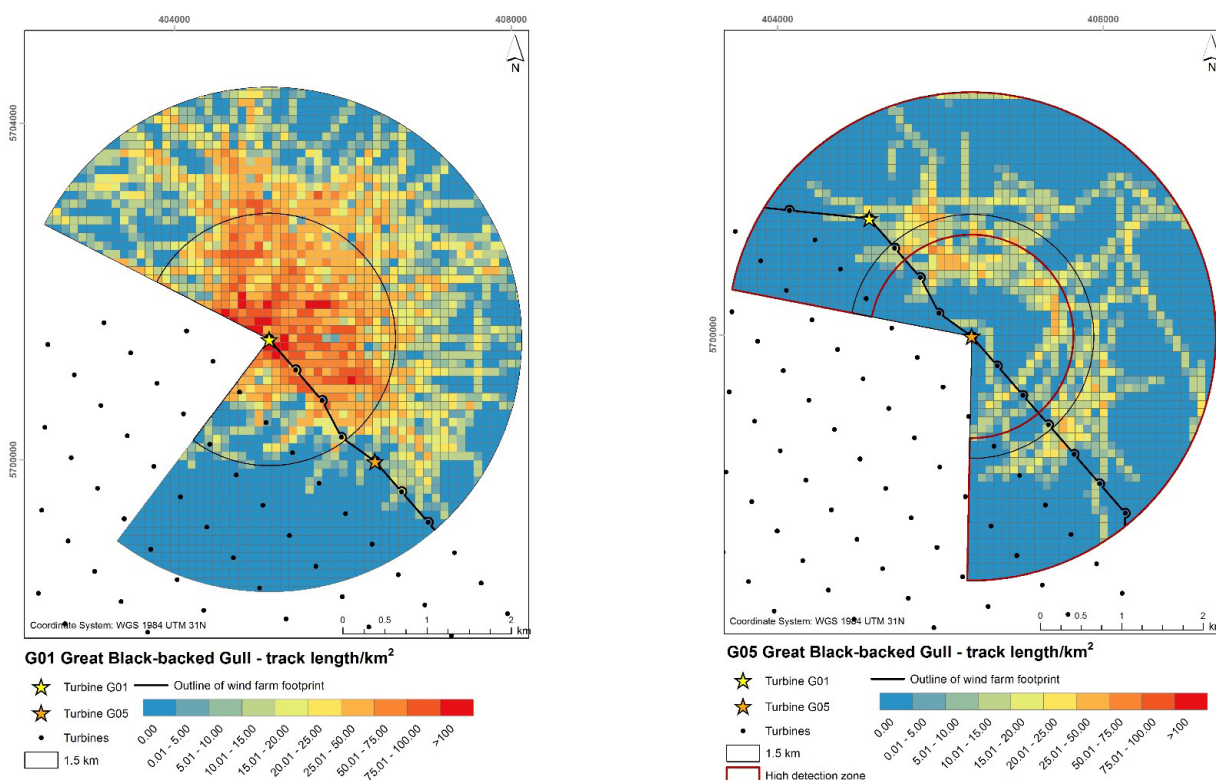 404000
408000
N
5704000
5700000
0 0.5 1 2
km
Coordinate System: WGS 1984 UTM 31N
G01 Great Black-backed Gull - track length/km²
Turbine G01
Outline of wind farm footprint
Turbine G05
Turbines
1.5 km
0.00
0.01 - 5.00
5.01 - 10.00
10.01 - 15.00
15.01 - 20.00
20.01 - 25.00
25.01 - 50.00
50.01 - 75.00
75.01 - 100.00
>100
404000
408000
N
5700000
0 0.5 1 2
km
Coordinate System: WGS 1984 UTM 31N
G05 Great Black-backed Gull - track length/km²
Turbine G01
Outline of wind farm footprint
Turbine G05
Turbines
1.5 km
High detection zone
0.00
0.01 - 5.00
5.01 - 10.00
10.01 - 15.00
15.01 - 20.00
20.01 - 25.00
25.01 - 50.00
50.01 - 75.00
75.01 - 100.00
>100